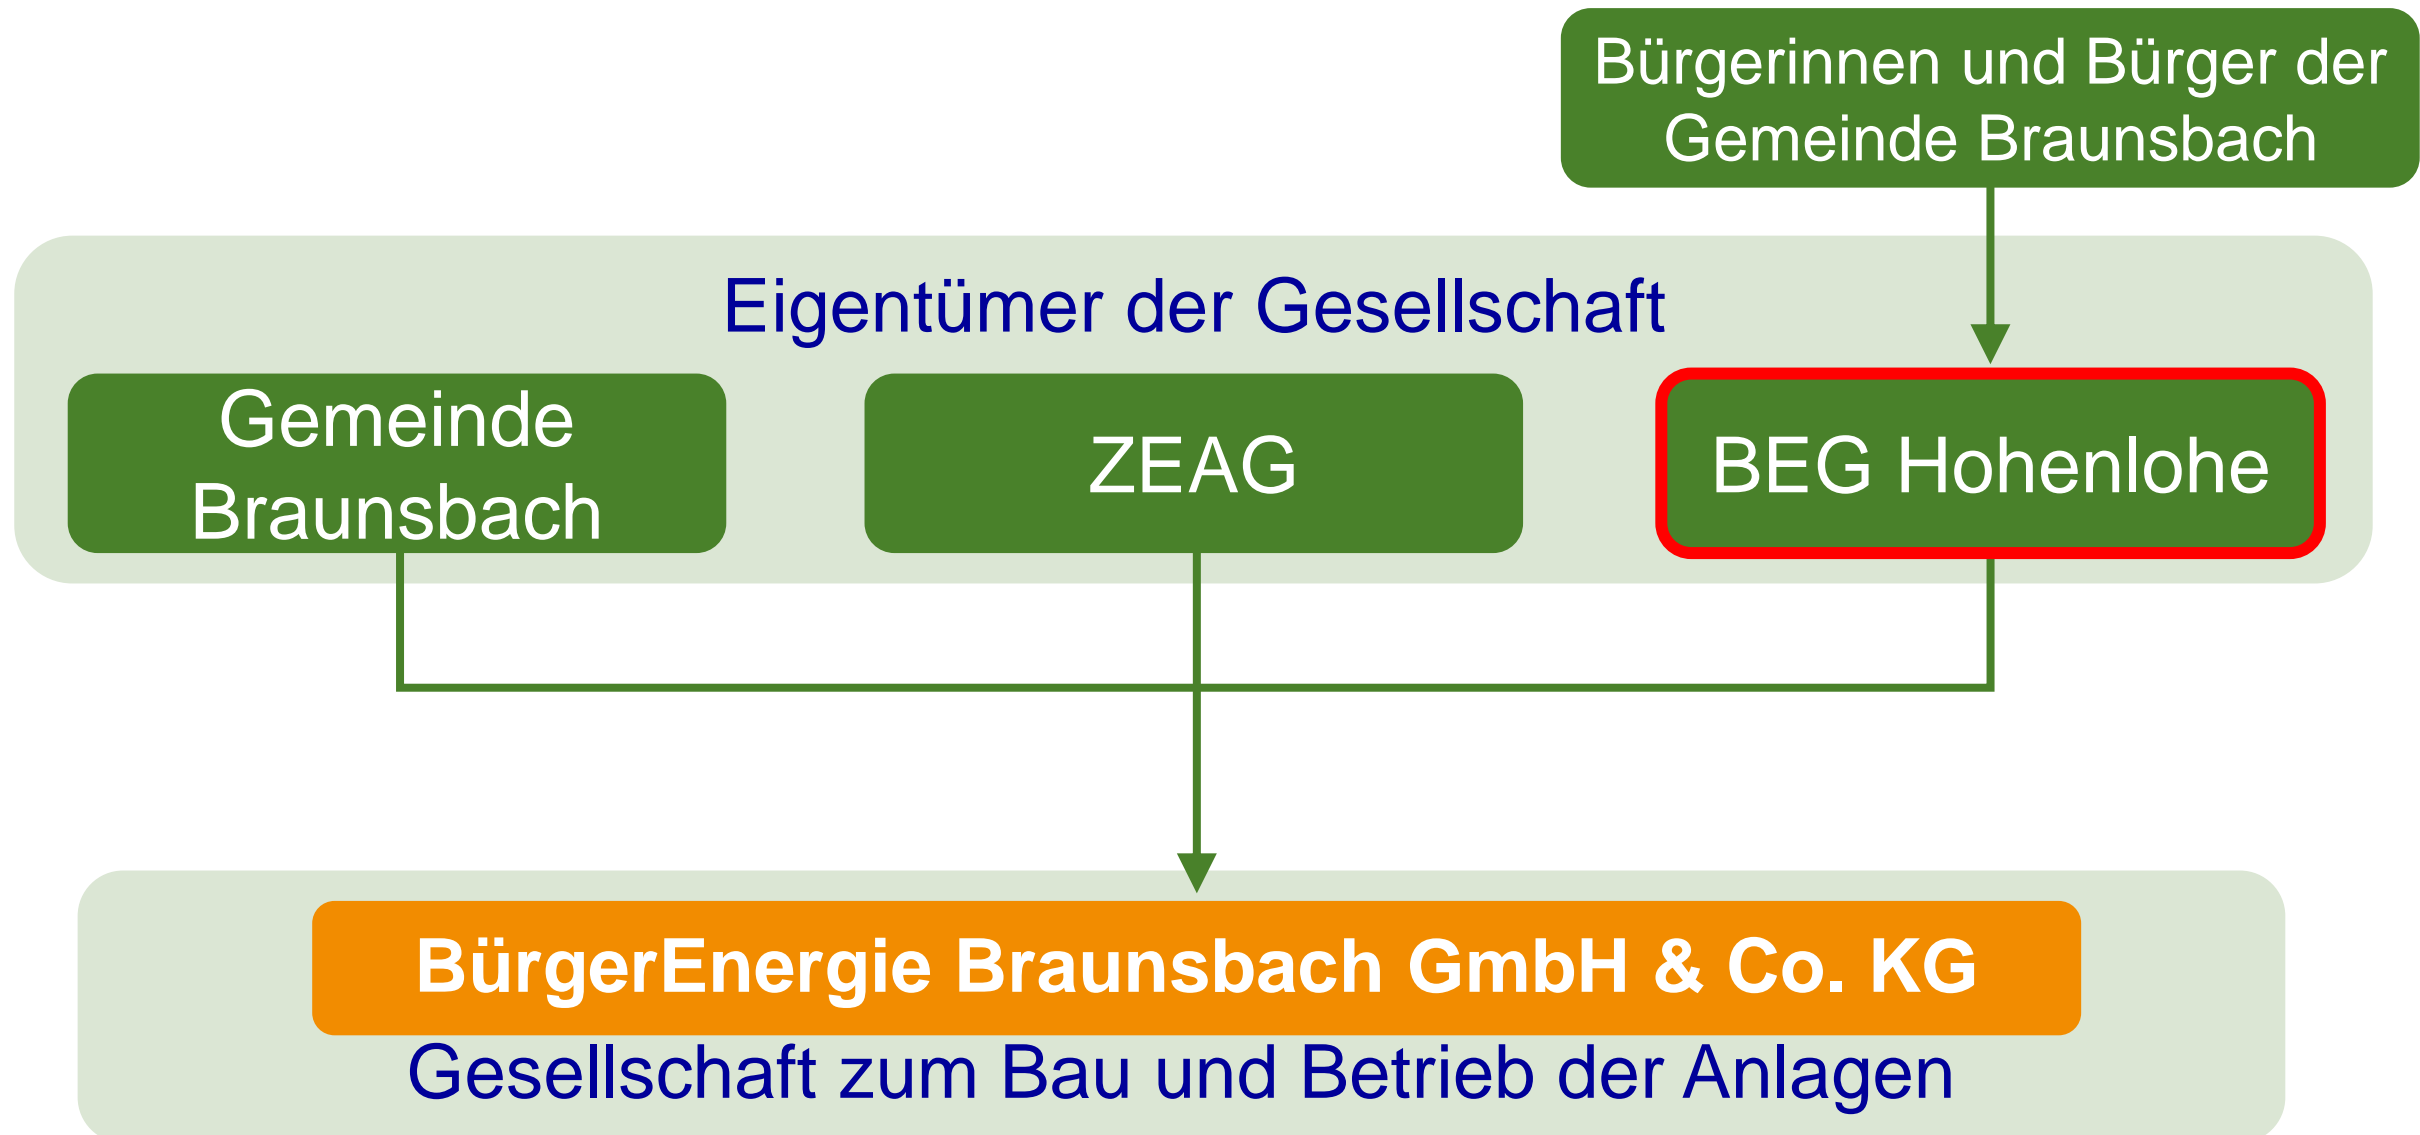 Bürgerinnen und Bürger der
Gemeinde Braunsbach
Eigentümer der Gesellschaft
Gemeinde
Braunsbach
ZEAG
BEG Hohenlohe
BürgerEnergie Braunsbach GmbH & Co. KG
Gesellschaft zum Bau und Betrieb der Anlagen